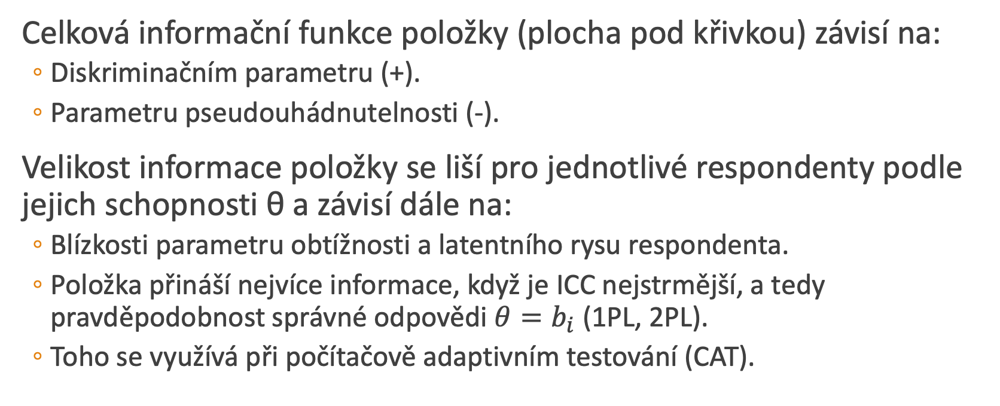 Celková informační funkce položky (plocha pod křivkou) závisí na:
◦ Diskriminačním parametru (+).
◦ Parametru pseudouhádnutelnosti (-).
Velikost informace položky se liší pro jednotlivé respondenty podle
jejich schopnosti θ a závisí dále na:
◦ Blízkosti parametru obtížnosti a latentního rysu respondenta.
◦ Položka přináší nejvíce informace, když je ICC nejstrmější, a tedy
pravděpodobnost správné odpovědi θ = bᵢ (1PL, 2PL).
◦ Toho se využívá při počítačově adaptivním testování (CAT).